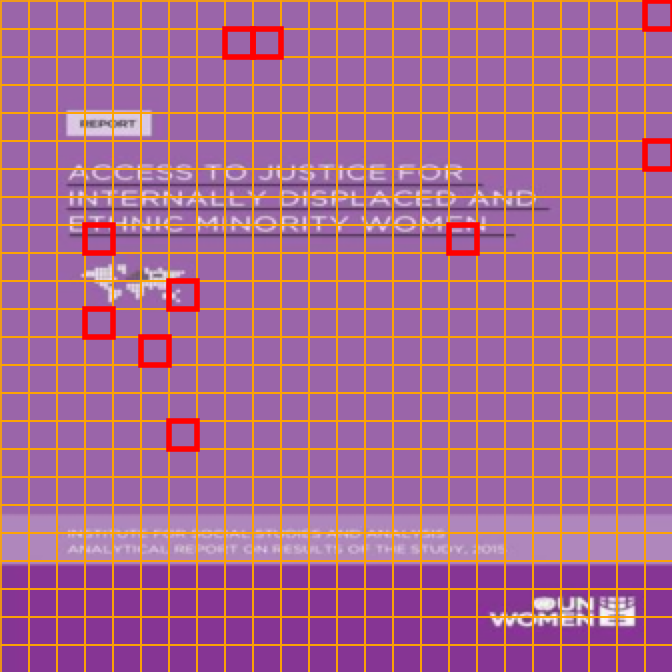 REPORT
ACCESS TO JUSTICE FOR
INTERNALLY DISPLACED AND
ETHNIC MINORITY WOMEN
INSTITUTE FOR SOCIAL STUDIES AND ANALYSIS
ANALYTICAL REPORT ON RESULTS OF THE STUDY, 2015
UN
WOMEN